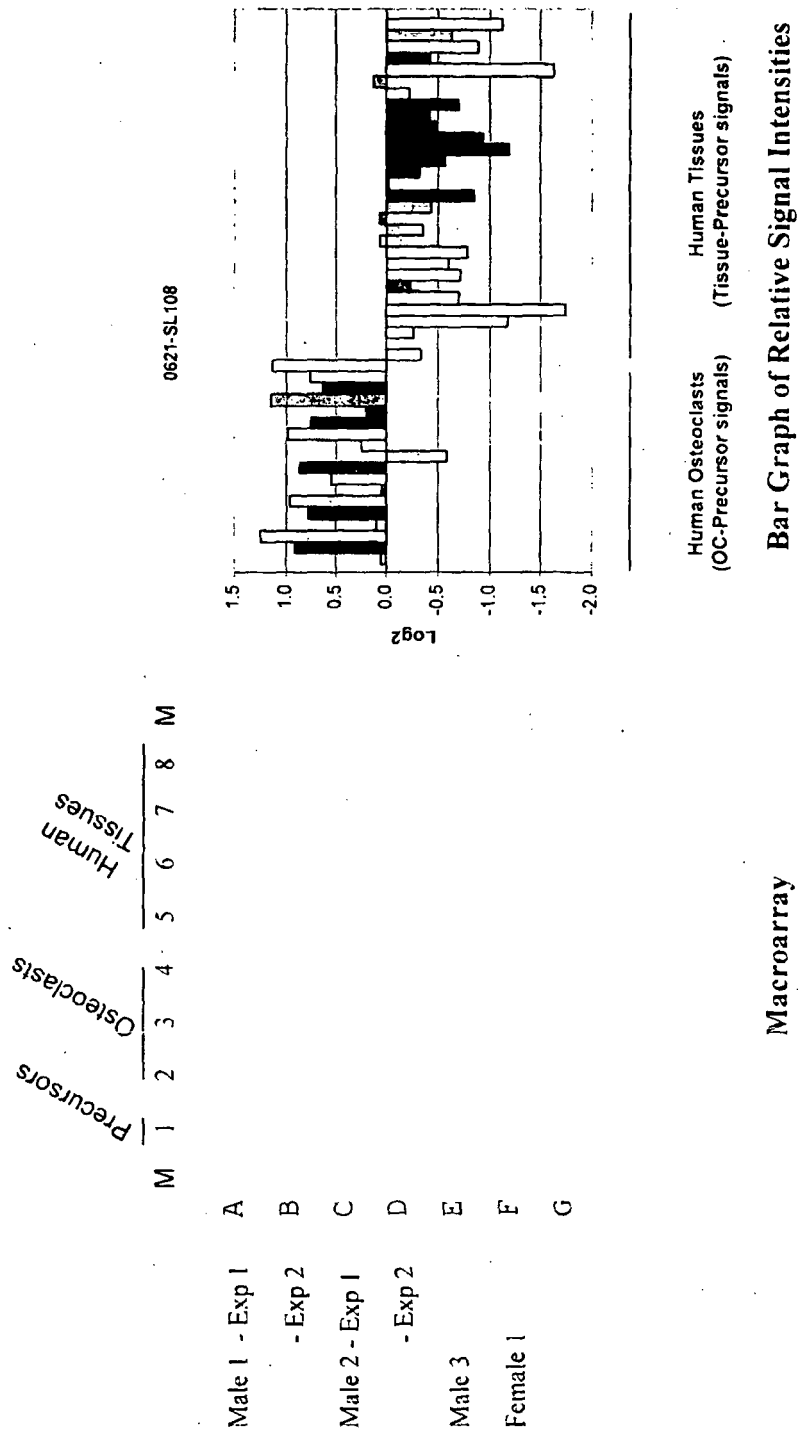 Precursors
Osteoclasts
Human
Tissues
M 1 2 3 4 5 6 7 8 M
Male 1 - Exp 1 A
- Exp 2 B
Male 2 - Exp 1 C
- Exp 2 D
Male 3 E
Female 1 F
G
Macroarray
0621-SL108
1.5
1.0
0.5
0.0
-0.5
-1.0
-1.5
-2.0
Log2
Human Osteoclasts
(OC-Precursor signals)
Human Tissues
(Tissue-Precursor signals)
Bar Graph of Relative Signal Intensities